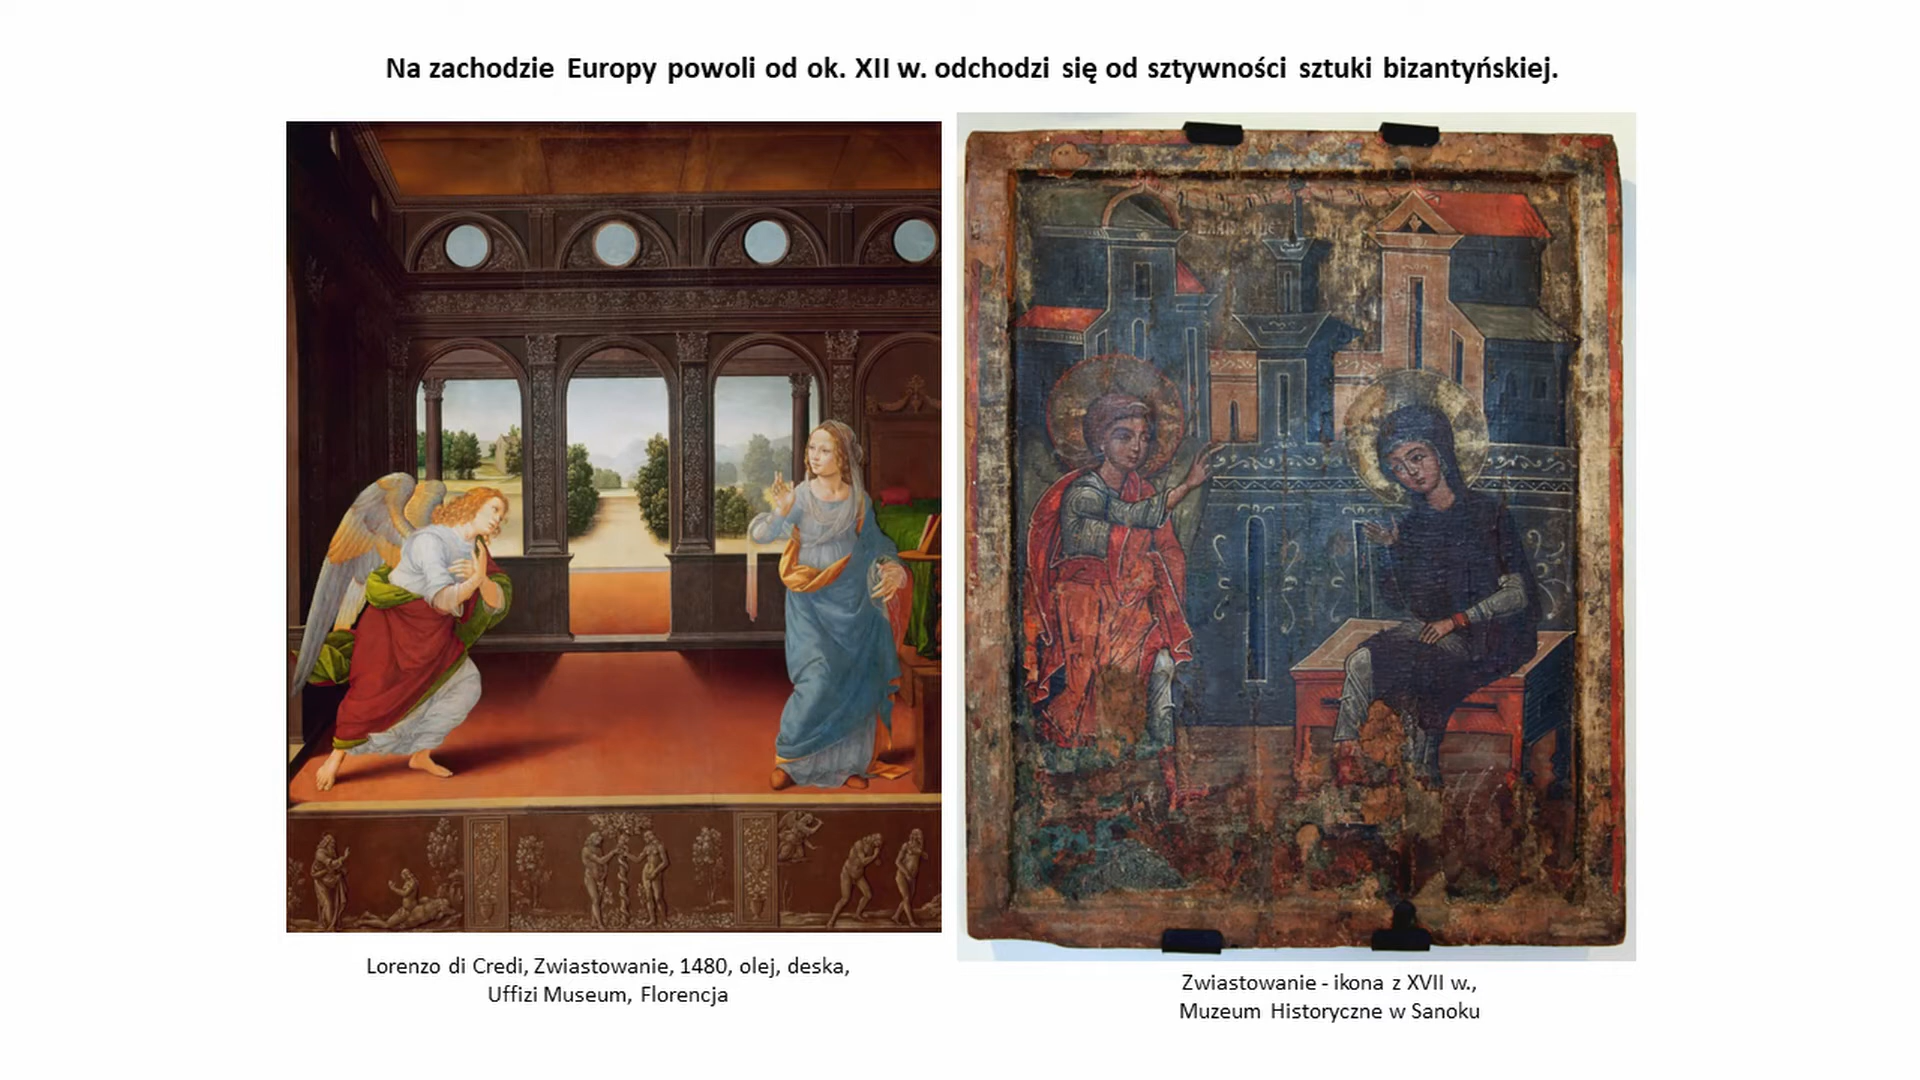 Na zachodzie Europy powoli od ok. XII w. odchodzi się od sztywności sztuki bizantyńskiej.
Lorenzo di Credi, Zwiastowanie, 1480, olej, deska,
Uffizi Museum, Florencja
Zwiastowanie - ikona z XVII w.,
Muzeum Historyczne w Sanoku